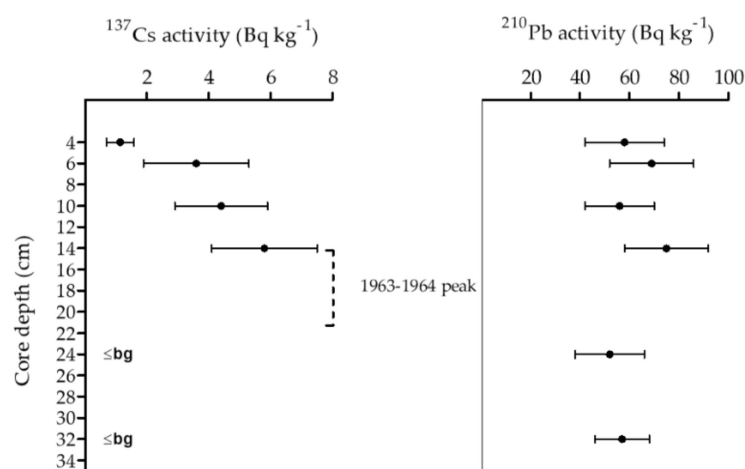 ¹³⁷Cs activity (Bq kg⁻¹)
2 4 6 8
Core depth (cm)
4
6
8
10
12
14
16
18
20
22
24
26
28
30
32
34
≤bg
≤bg
1963-1964 peak
²¹⁰Pb activity (Bq kg⁻¹)
20 40 60 80 100